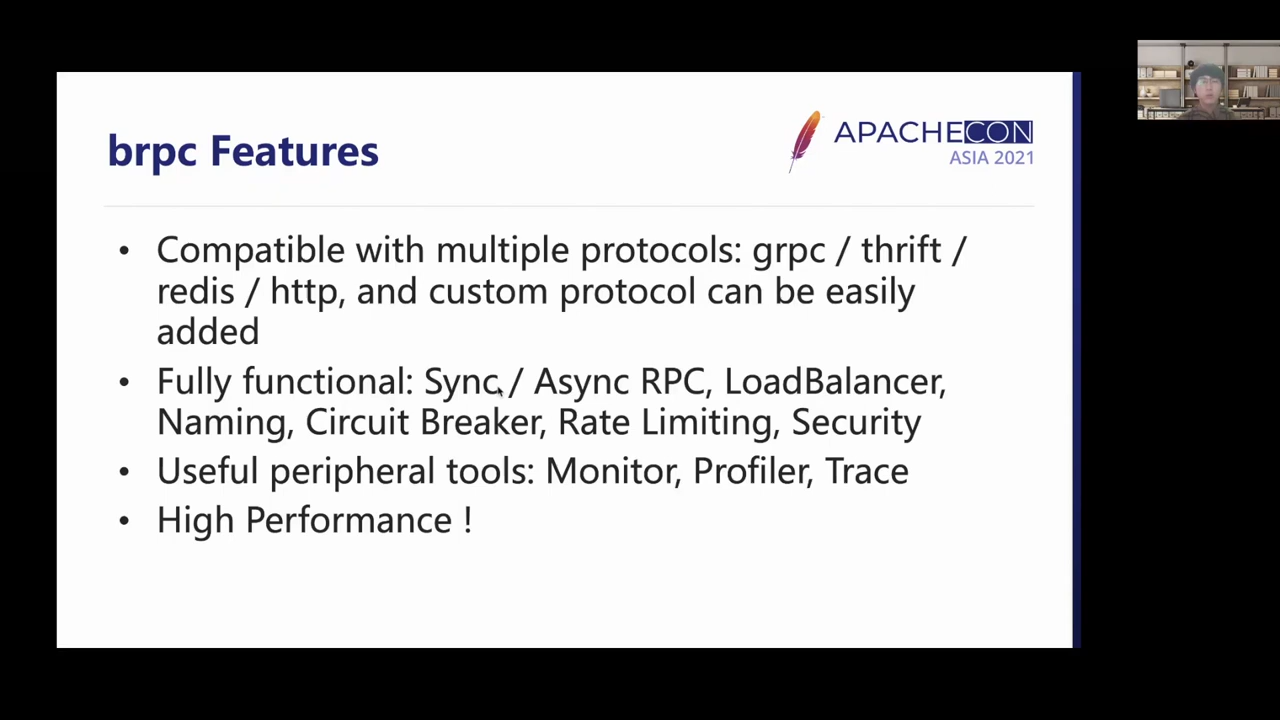 brpc Features
APACHECON
ASIA 2021
• Compatible with multiple protocols: grpc / thrift /
redis / http, and custom protocol can be easily
added
• Fully functional: Sync / Async RPC, LoadBalancer,
Naming, Circuit Breaker, Rate Limiting, Security
• Useful peripheral tools: Monitor, Profiler, Trace
• High Performance !